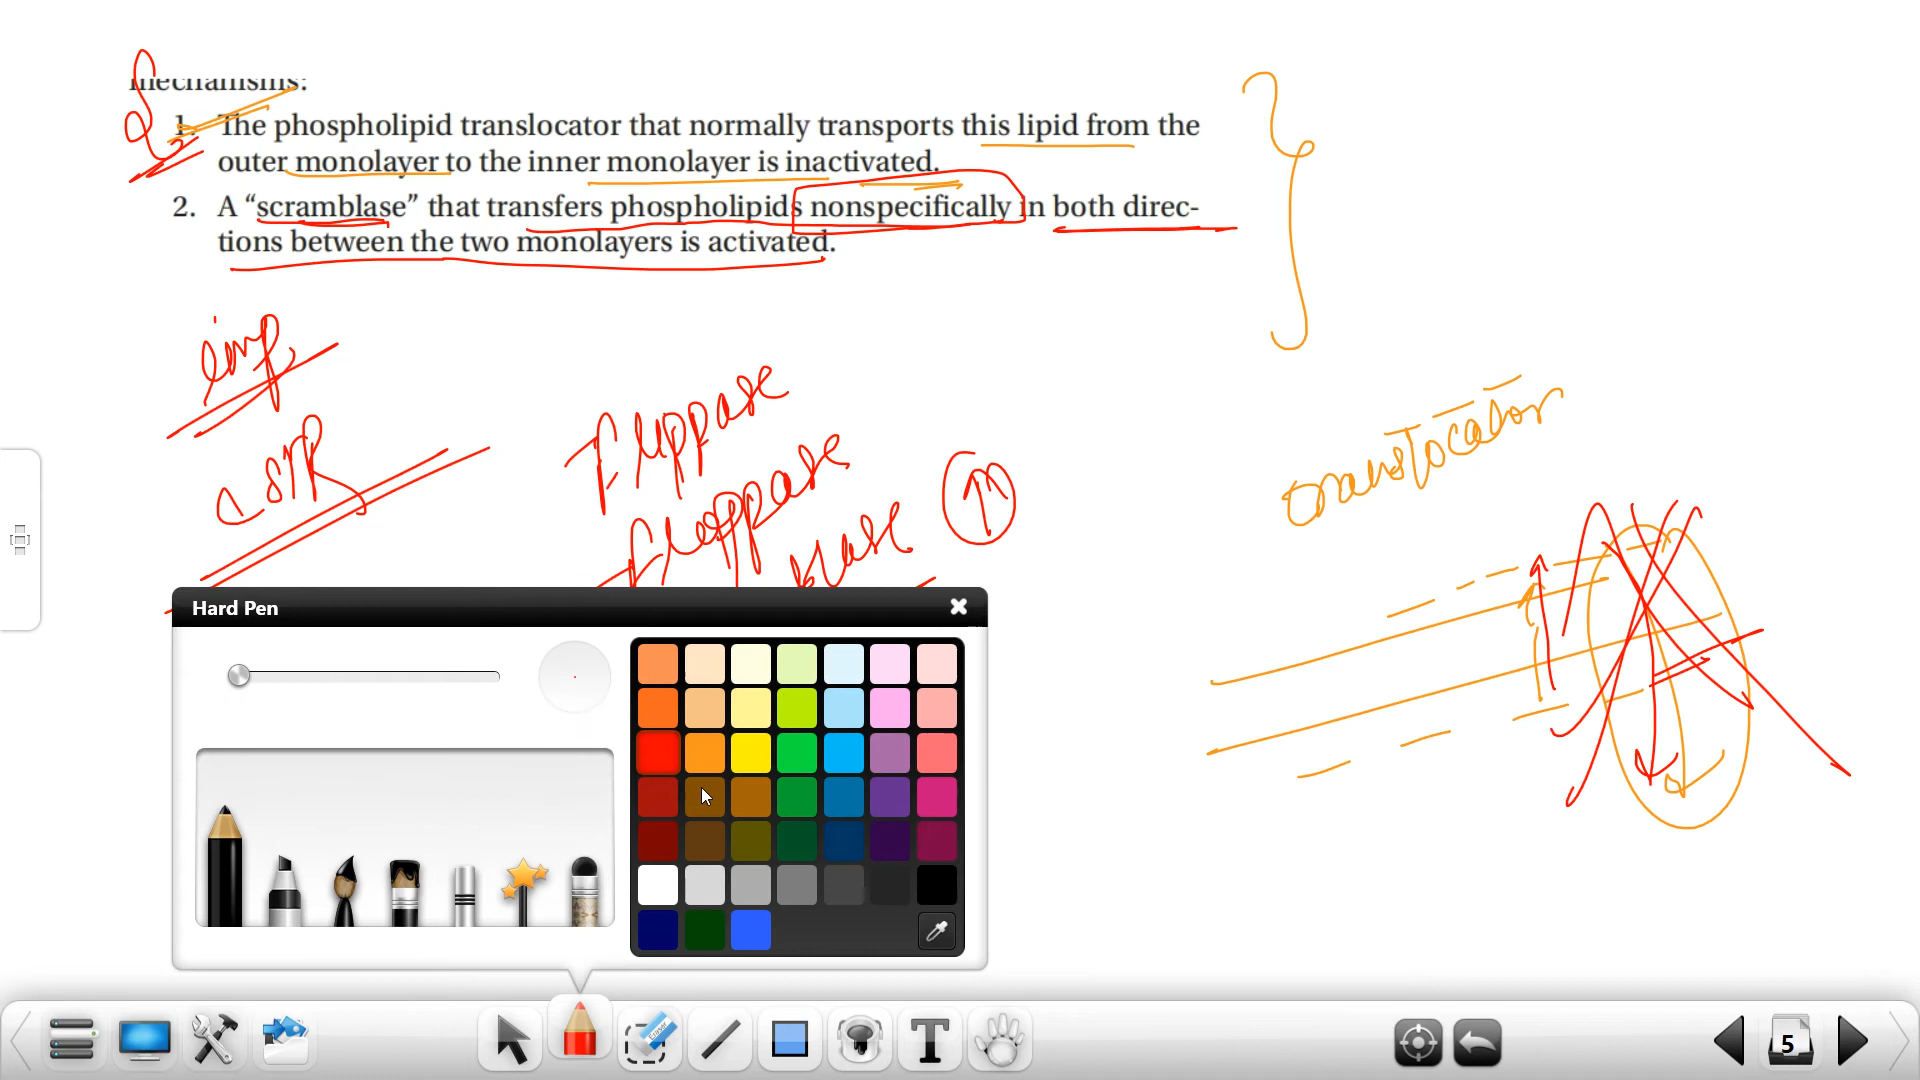 mechanisms:
1. The phospholipid translocator that normally transports this lipid from the
outer monolayer to the inner monolayer is inactivated.
2. A “scramblase” that transfers phospholipids nonspecifically in both direc-
tions between the two monolayers is activated.
imp
CSIR
Flippase
floppase
translocator
Hard Pen
Eraser
T
5